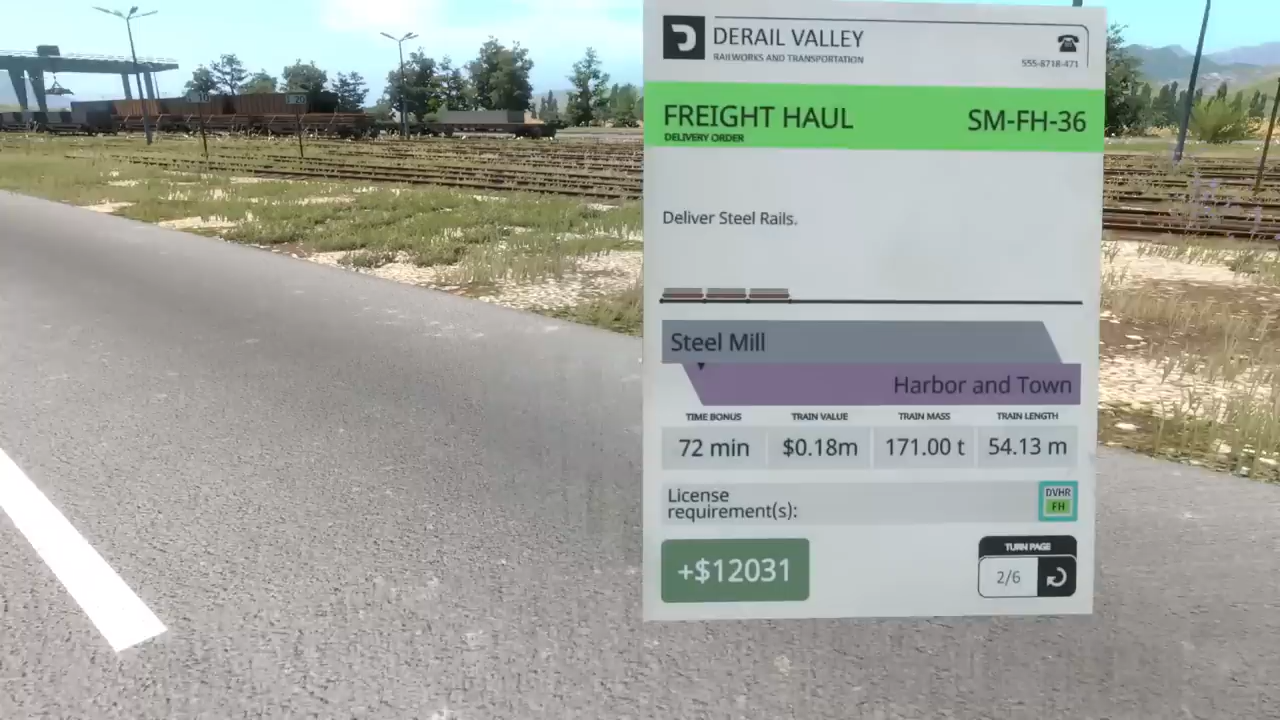 DERAIL VALLEY
RAILWORKS AND TRANSPORTATION
555-8718-471
FREIGHT HAUL
SM-FH-36
DELIVERY ORDER
Deliver Steel Rails.
Steel Mill
Harbor and Town
TIME BONUS TRAIN VALUE TRAIN MASS TRAIN LENGTH
72 min $0.18m 171.00 t 54.13 m
License
requirement(s):
DVHR
FH
+$12031
TURN PAGE
2/6